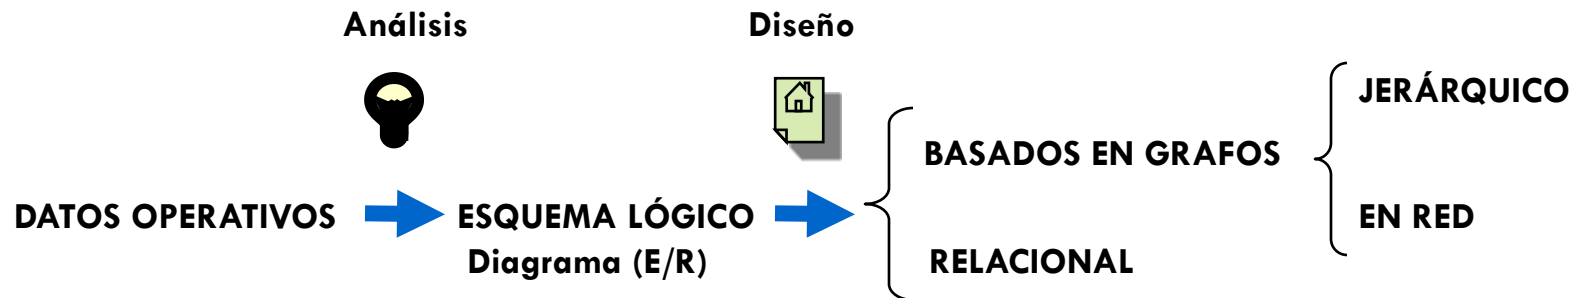 Análisis
Diseño
JERÁRQUICO
BASADOS EN GRAFOS
DATOS OPERATIVOS
ESQUEMA LÓGICO
EN RED
Diagrama (E/R)
RELACIONAL